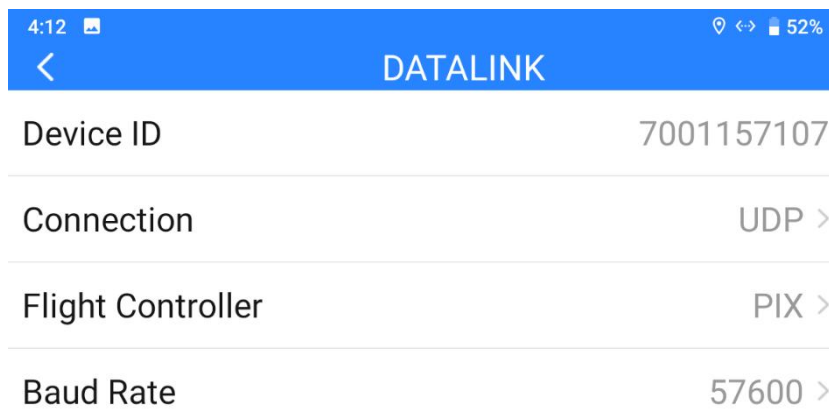 4:12 52%
DATALINK
Device ID 7001157107
Connection UDP
Flight Controller PIX
Baud Rate 57600